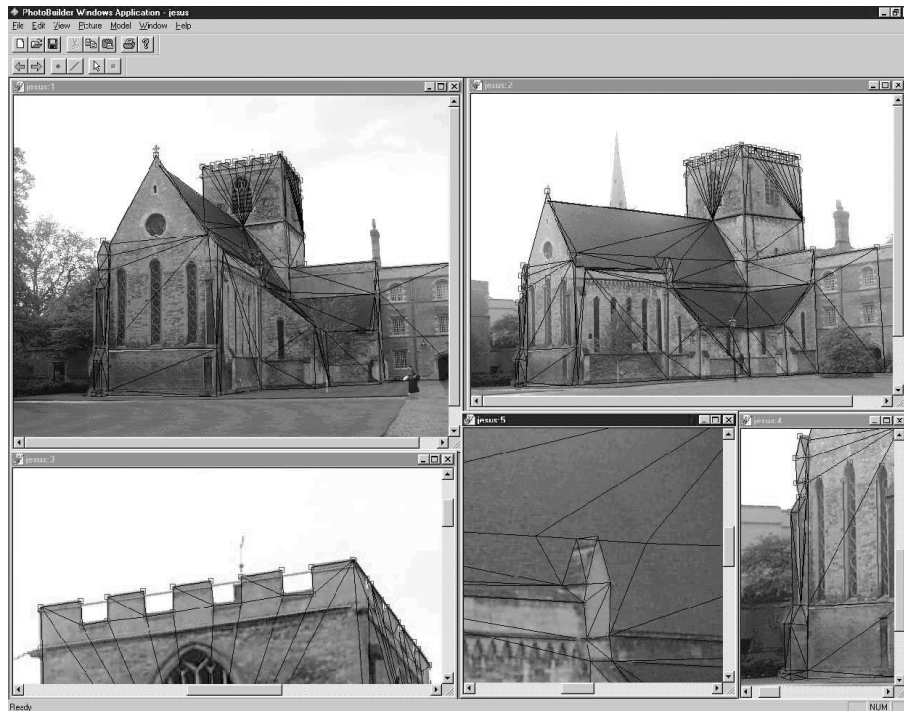 PhotoBuilder Windows Application - jesus
File Edit View Picture Model Window Help
jesus:1
jesus:2
jesus:3
jesus:5
jesus:4
Ready
NUM